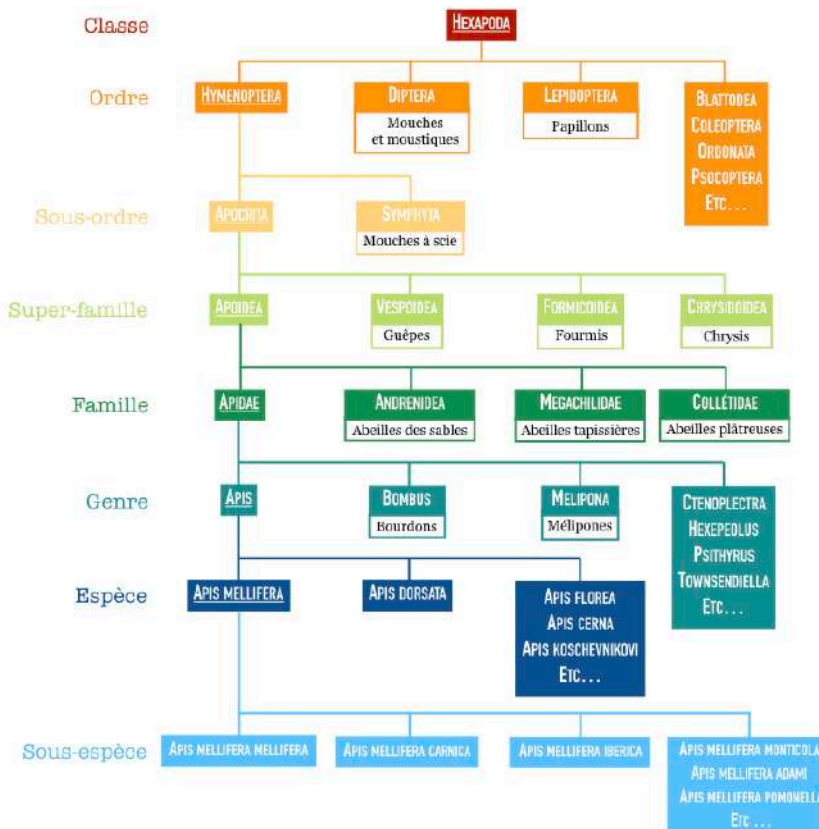 Classe
HEXAPODA
Ordre
HYMENOPTERA
DIPTERA
Mouches
et moustiques
LEPIDOPTERA
Papillons
BLATTODEA
COLEOPTERA
ORDONATA
PSOCOPTERA
ETC...
Sous-ordre
APOCRITA
SYMPHYTA
Mouches à scie
Super-famille
APOIDEA
VESPOIDEA
Guêpes
FORMICOIDEA
Fourmis
CHRYSIDOIDEA
Chrysis
Famille
APIDAE
ANDRENIDEA
Abeilles des sables
MEGACHILIDAE
Abeilles tapissières
COLLÉTIDAE
Abeilles plâtreuses
Genre
APIS
BOMBUS
Bourdons
MELIPONA
Mélipones
CTENOPLECTRA
HEXEPEOLUS
PSITHYRUS
TOWNSENDIELLA
ETC...
Espèce
APIS MELLIFERA
APIS DORSATA
APIS FLOREA
APIS CERNA
APIS KOSCHEVNIKOVI
ETC...
Sous-espèce
APIS MELLIFERA MELLIFERA
APIS MELLIFERA CARNICA
APIS MELLIFERA IBERICA
APIS MELLIFERA MONTICOLA
APIS MELLIFERA ADAMI
APIS MELLIFERA POMONELLA
ETC...